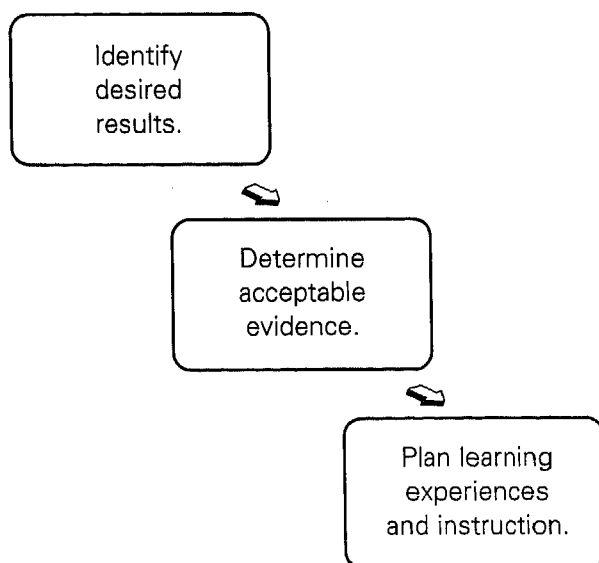 Identify
desired
results.
Determine
acceptable
evidence.
Plan learning
experiences
and instruction.